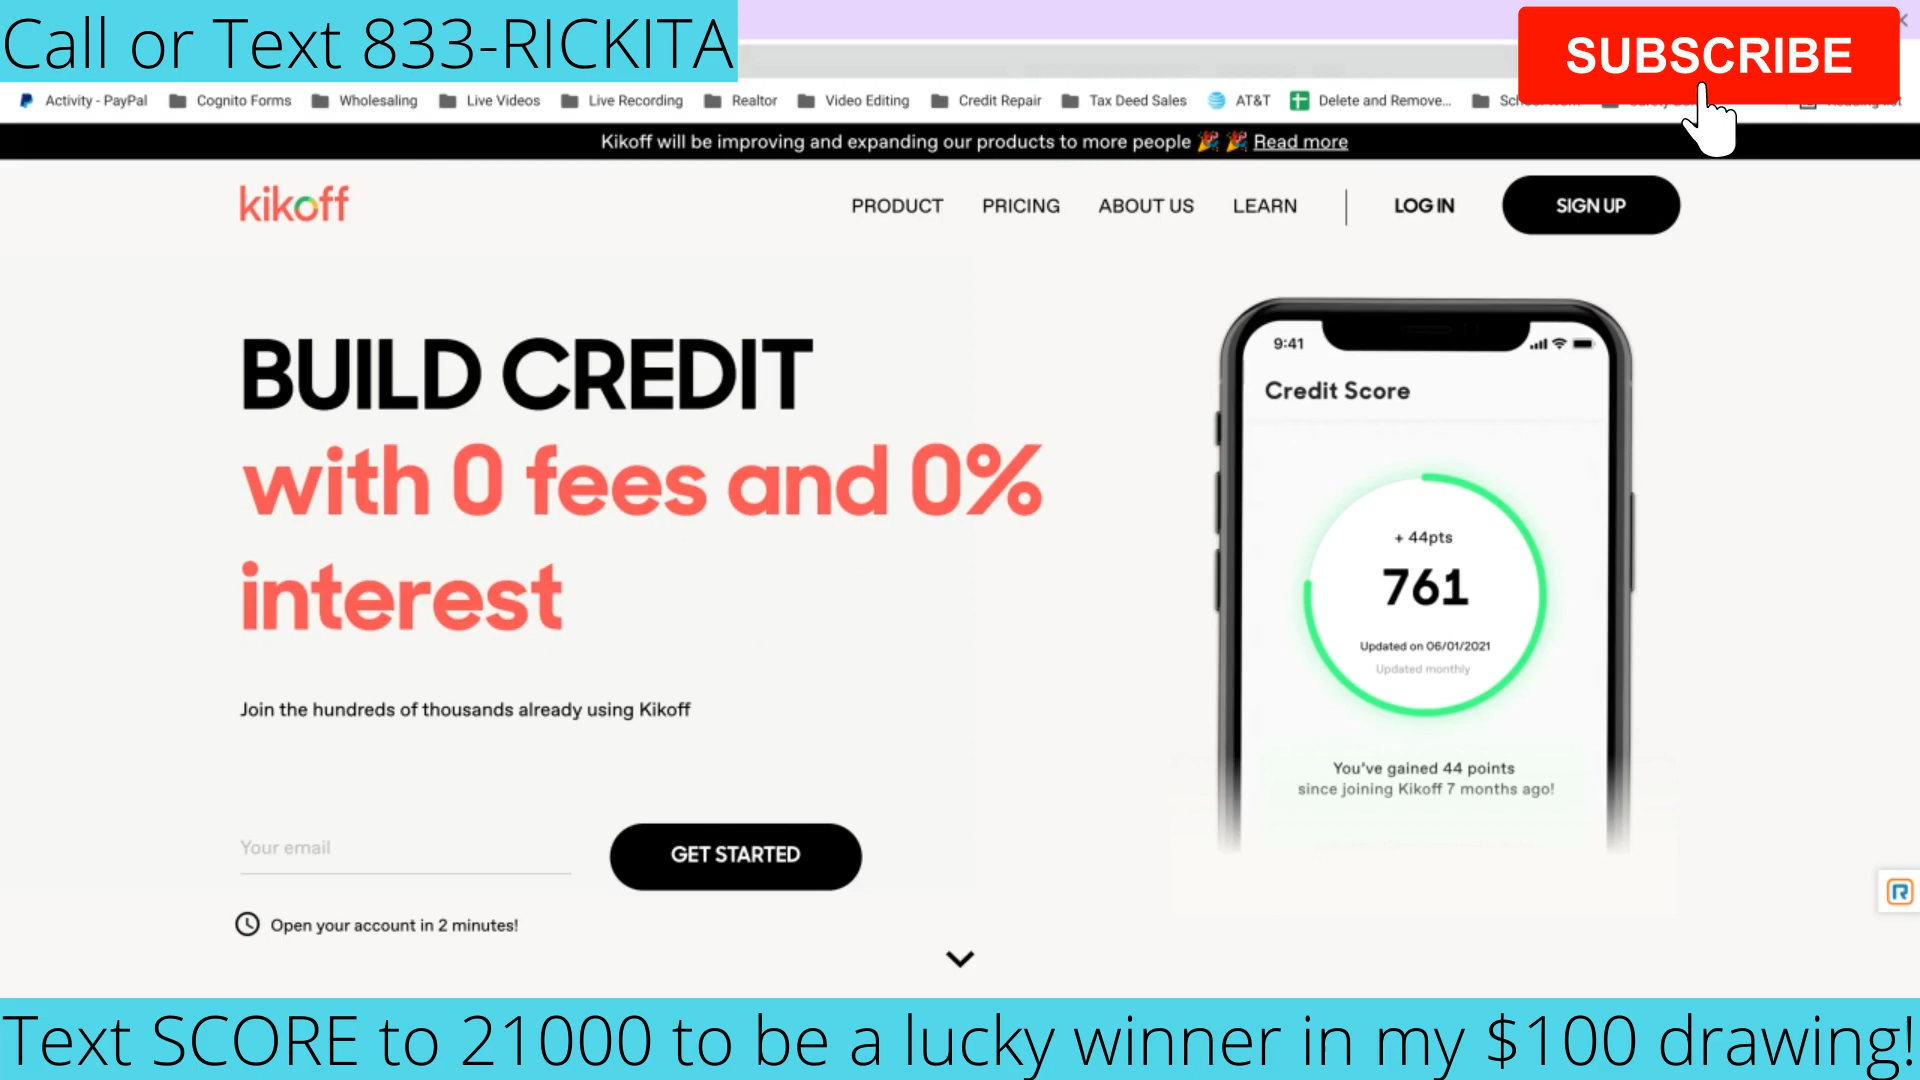 Call or Text 833-RICKITA
SUBSCRIBE
Activity - PayPal Cognito Forms Wholesaling Live Videos Live Recording Realtor Video Editing Credit Repair Tax Deed Sales AT&T Delete and Remove...
Kikoff will be improving and expanding our products to more people 🎉 🎉 Read more
kikoff PRODUCT PRICING ABOUT US LEARN LOG IN SIGN UP
BUILD CREDIT
with 0 fees and 0%
interest
Join the hundreds of thousands already using Kikoff
Your email GET STARTED
Open your account in 2 minutes!
9:41
Credit Score
+ 44pts
761
Updated on 06/01/2021
Updated monthly
You've gained 44 points
since joining Kikoff 7 months ago!
Text SCORE to 21000 to be a lucky winner in my $100 drawing!